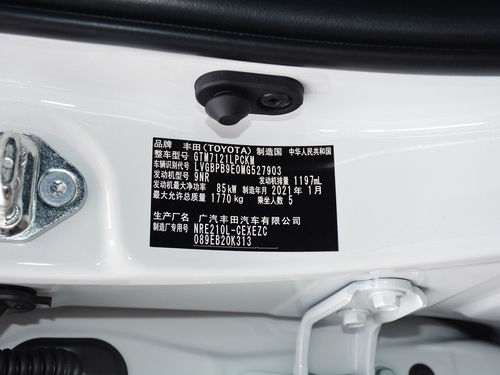 品牌 丰田(TOYOTA) 制造国 中华人民共和国
整车型号 GTM7121LPCKM
车辆识别代号 LVGBPB9E0MG527903
发动机型号 9NR 发动机排量 1197mL
发动机最大净功率 85kW 制造年月 2021年1月
最大允许总质量 1770kg 乘坐人数 5
生产厂名 广汽丰田汽车有限公司
制造厂专用号 NRE210L-CEXEZC
089EB20K313